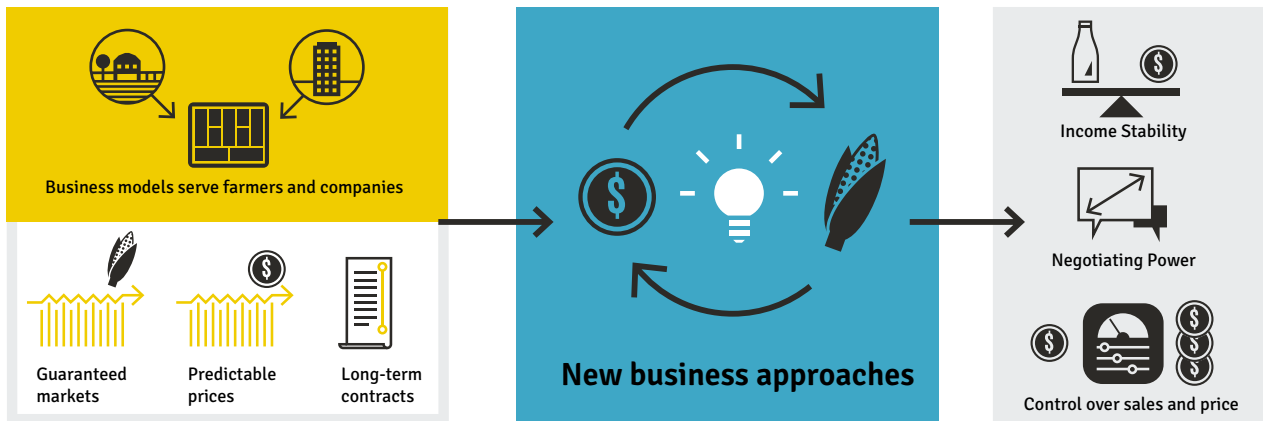 Business models serve farmers and companies
Guaranteed
markets
Predictable
prices
Long-term
contracts
$
$
New business approaches
$
Income Stability
Negotiating Power
$
$
$
$
Control over sales and price